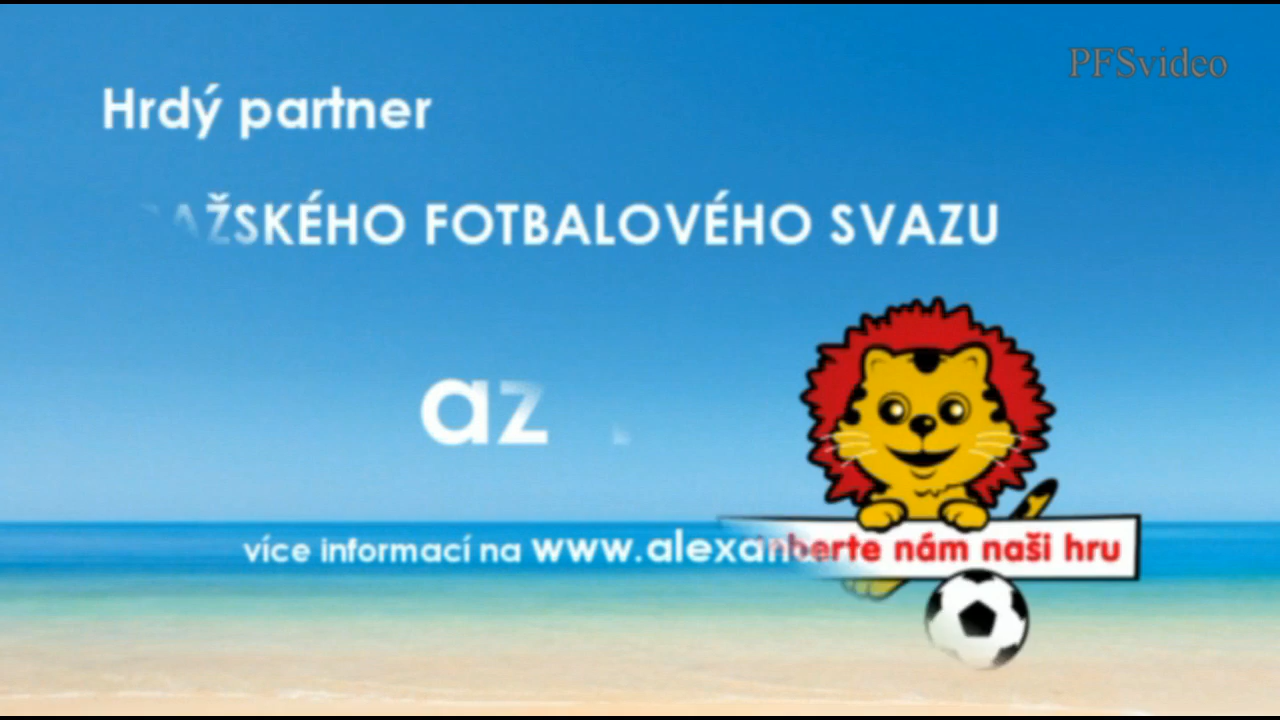 PFSvideo
Hrdý partner
AŽSKÉHO FOTBALOVÉHO SVAZU
az
více informací na www.alexan
berte nám naši hru